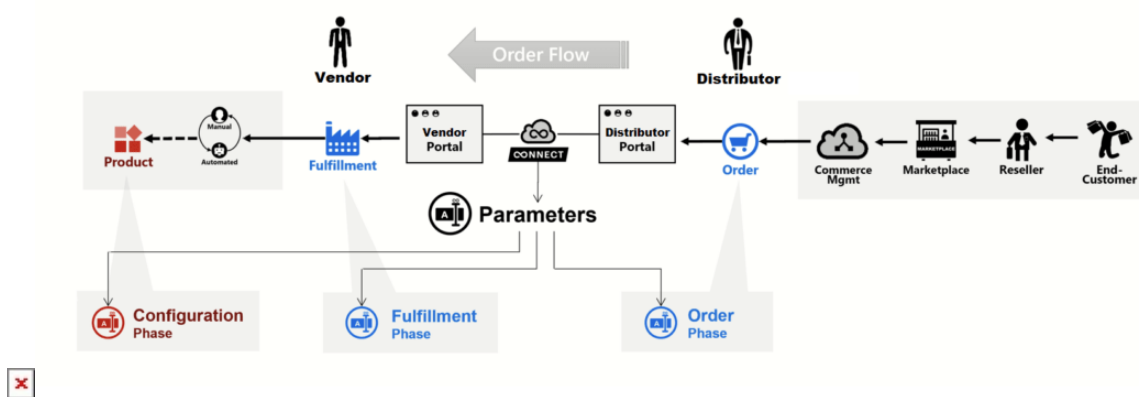 Order Flow
Vendor
Distributor
Product
Manual
Automated
Fulfillment
Vendor
Portal
CONNECT
Distributor
Portal
Order
Commerce
Mgmt
MARKETPLACE
Marketplace
Reseller
End-
Customer
A
Parameters
A
Configuration
Phase
A
Fulfillment
Phase
A
Order
Phase